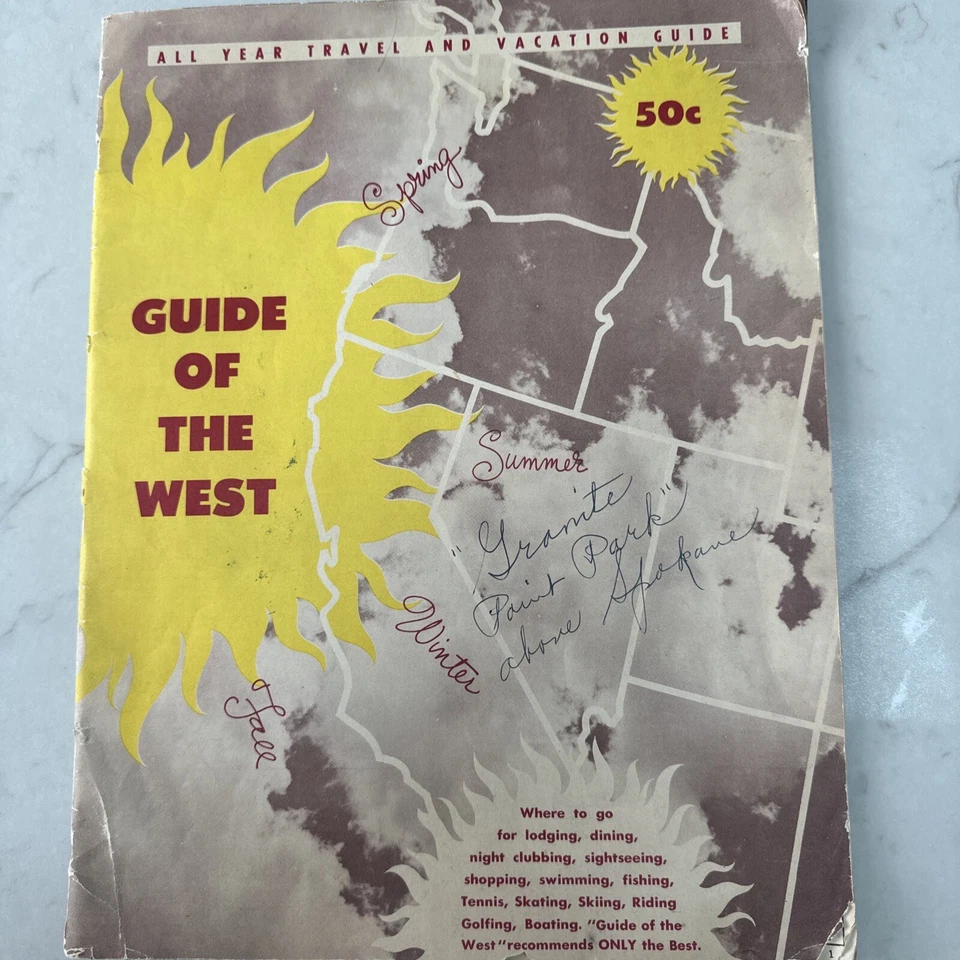 ALL YEAR TRAVEL AND VACATION GUIDE
50c
Spring
GUIDE
OF
THE
WEST
Summer
"Granite
Point Park"
above Spokane
Winter
Fall
Where to go
for lodging, dining,
night clubbing, sightseeing,
shopping, swimming, fishing,
Tennis, Skating, Skiing, Riding
Golfing, Boating. "Guide of the
West" recommends ONLY the Best.
1